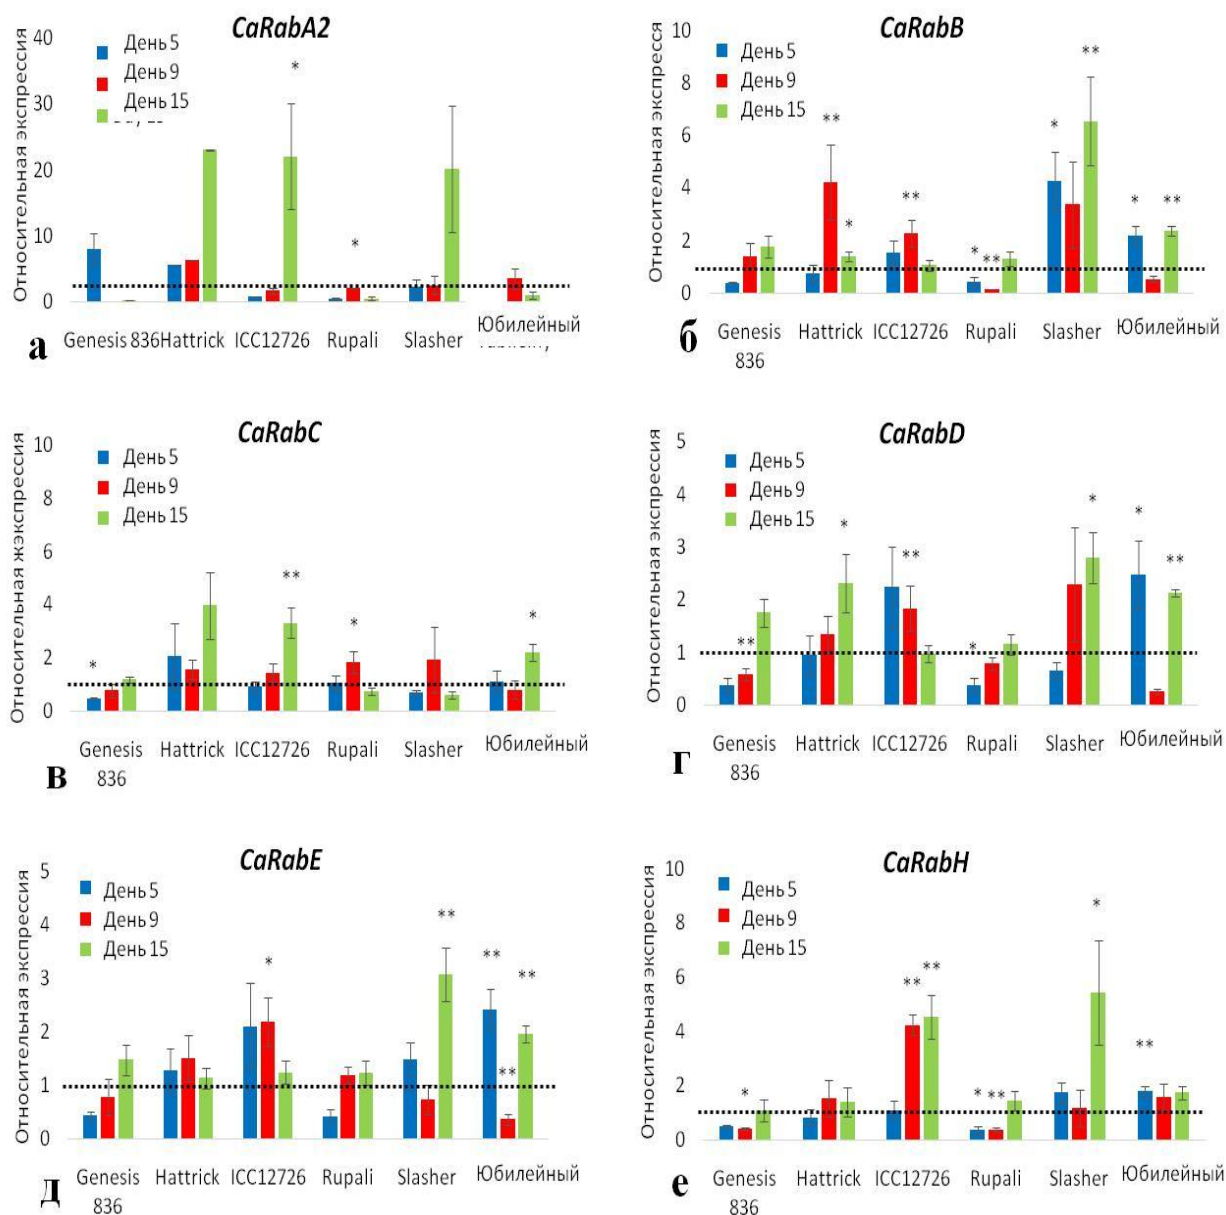 CaRabA2
Относительная экспрессия
40
30
20
10
0
День 5
День 9
День 15
*
*
Genesis 836 Hattrick ICC12726 Rupali Slasher Юбилейный
а
CaRabB
Относительная экспресся
10
8
6
4
2
0
День 5
День 9
День 15
** * ** * ** * ** * **
Genesis 836 Hattrick ICC12726 Rupali Slasher Юбилейный
б
CaRabC
Относительная жэкспрессия
10
8
6
4
2
0
День 5
День 9
День 15
* ** * *
Genesis 836 Hattrick ICC12726 Rupali Slasher Юбилейный
в
CaRabD
Относительная экспрессия
5
4
3
2
1
0
День 5
День 9
День 15
** * ** * * * **
Genesis 836 Hattrick ICC12726 Rupali Slasher Юбилейный
г
CaRabE
Относительная экспрессия
5
4
3
2
1
0
День 5
День 9
День 15
* ** ** ** **
Genesis 836 Hattrick ICC12726 Rupali Slasher Юбилейный
д
CaRabH
Относительная экспрессия
10
8
6
4
2
0
День 5
День 9
День 15
* ** ** * ** * **
Genesis 836 Hattrick ICC12726 Rupali Slasher Юбилейный
е